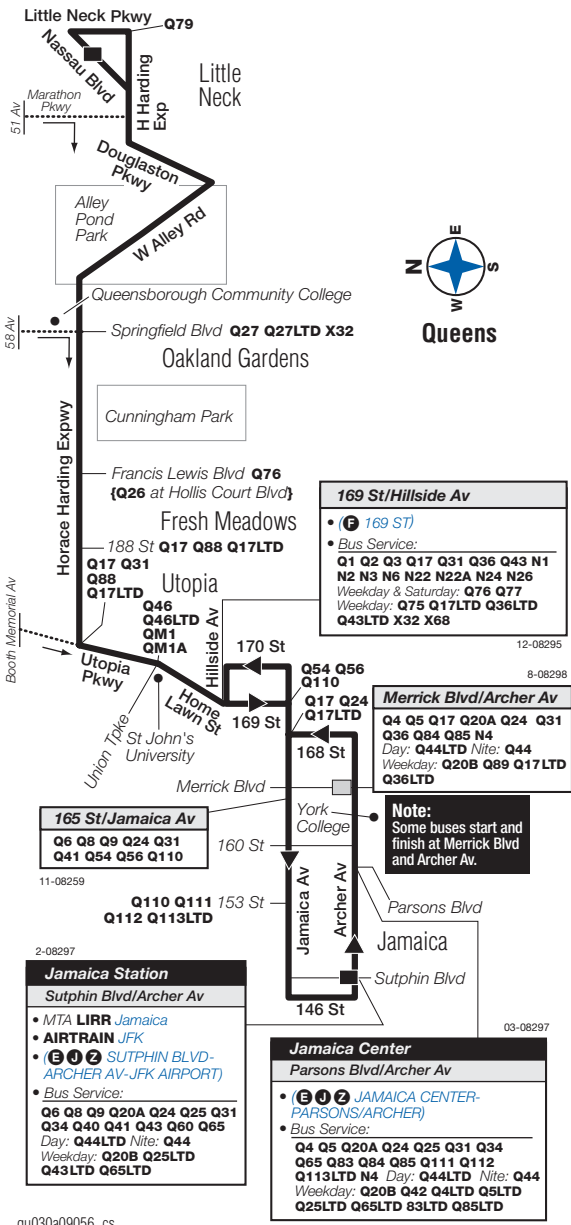 Little Neck Pkwy
Q79
Nassau Blvd
Little
Neck
H Harding
Exp
Marathon
Pkwy
51 Av
Douglaston
Pkwy
Alley
Pond
Park
W Alley Rd
N
E
S
W
Queens
Queensborough Community College
58 Av
Springfield Blvd Q27 Q27LTD X32
Oakland Gardens
Cunningham Park
Horace Harding Expwy
Francis Lewis Blvd Q76
{Q26 at Hollis Court Blvd}
Fresh Meadows
188 St Q17 Q88 Q17LTD
Q17 Q31
Q88
Q17LTD
Utopia
Q46
Q46LTD
QM1
QM1A
Booth Memorial Av
Utopia
Pkwy
Union Tpke
St John's
University
Home
Lawn St
Hillside Av
170 St
169 St
Q54 Q56
Q110
Q17 Q24
Q17LTD
168 St
169 St/Hillside Av
• (F 169 ST)
• Bus Service:
Q1 Q2 Q3 Q17 Q31 Q36 Q43 N1
N2 N3 N6 N22 N22A N24 N26
Weekday & Saturday: Q76 Q77
Weekday: Q75 Q17LTD Q36LTD
Q43LTD X32 X68
12-08295
8-08298
Merrick Blvd/Archer Av
Q4 Q5 Q17 Q20A Q24 Q31
Q36 Q84 Q85 N4
Day: Q44LTD Nite: Q44
Weekday: Q20B Q89 Q17LTD
Q36LTD
Merrick Blvd
York
College
Note:
Some buses start and
finish at Merrick Blvd
and Archer Av.
165 St/Jamaica Av
Q6 Q8 Q9 Q24 Q31
Q41 Q54 Q56 Q110
11-08259
160 St
Q110 Q111 153 St
Q112 Q113LTD
Jamaica Av
Archer Av
Parsons Blvd
Jamaica
Sutphin Blvd
146 St
2-08297
Jamaica Station
Sutphin Blvd/Archer Av
• MTA LIRR Jamaica
• AIRTRAIN JFK
• (E J Z SUTPHIN BLVD-
ARCHER AV-JFK AIRPORT)
• Bus Service:
Q6 Q8 Q9 Q20A Q24 Q25 Q31
Q34 Q40 Q41 Q43 Q60 Q65
Day: Q44LTD Nite: Q44
Weekday: Q20B Q25LTD
Q43LTD Q65LTD
03-08297
Jamaica Center
Parsons Blvd/Archer Av
• (E J Z JAMAICA CENTER-
PARSONS/ARCHER)
• Bus Service:
Q4 Q5 Q20A Q24 Q25 Q31 Q34
Q65 Q83 Q84 Q85 Q111 Q112
Q113LTD N4 Day: Q44LTD Nite: Q44
Weekday: Q20B Q42 Q4LTD Q5LTD
Q25LTD Q65LTD 83LTD Q85LTD
qu030a09056_cs